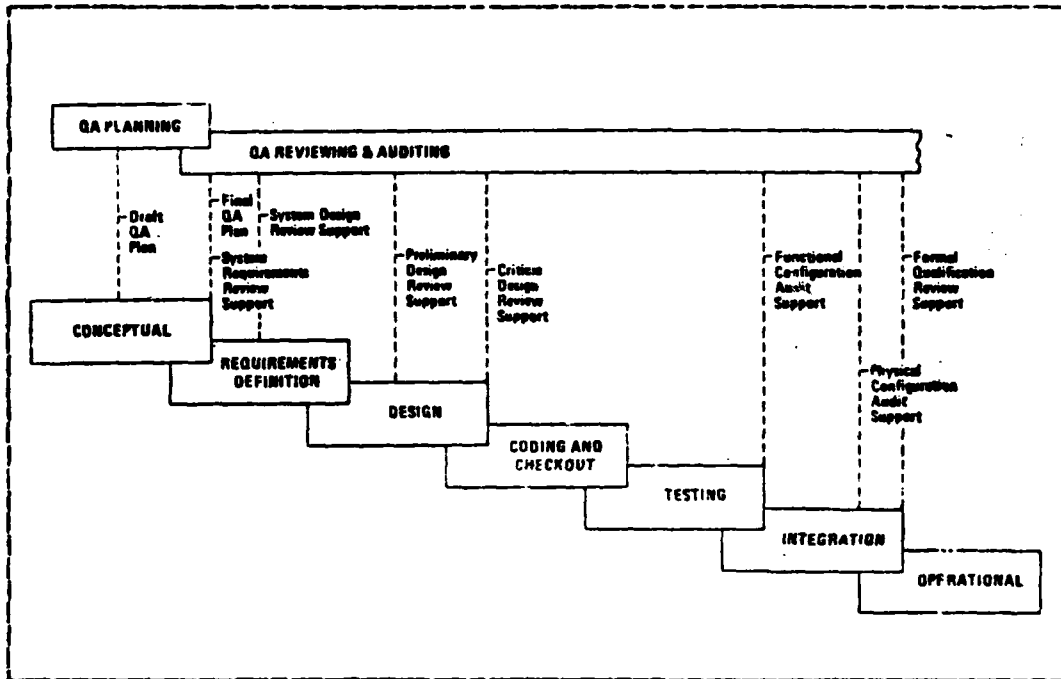 QA PLANNING
QA REVIEWING & AUDITING
Draft
QA
Plan
Final
QA
Plan
System Design
Review Support
System
Requirements
Review
Support
Preliminary
Design
Review
Support
Critical
Design
Review
Support
Functional
Configuration
Audit
Support
Formal
Qualification
Review
Support
Physical
Configuration
Audit
Support
CONCEPTUAL
REQUIREMENTS
DEFINITION
DESIGN
CODING AND
CHECKOUT
TESTING
INTEGRATION
OPERATIONAL